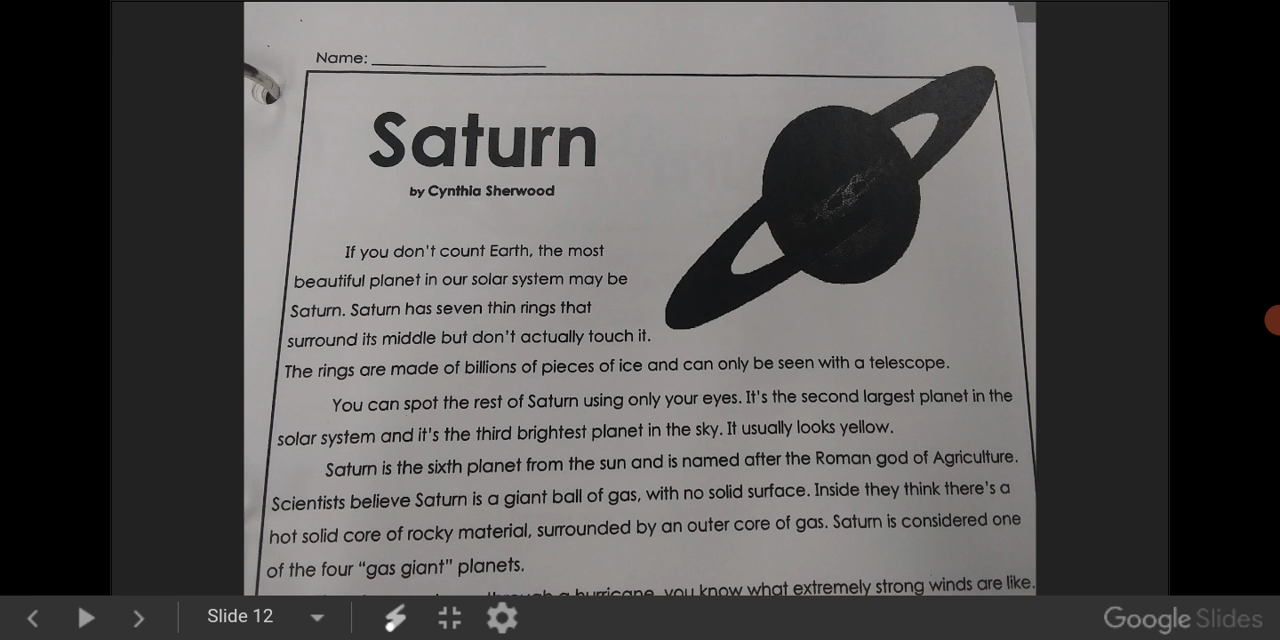 Name:
Saturn
by Cynthia Sherwood
If you don't count Earth, the most
beautiful planet in our solar system may be
Saturn. Saturn has seven thin rings that
surround its middle but don't actually touch it.
The rings are made of billions of pieces of ice and can only be seen with a telescope.
You can spot the rest of Saturn using only your eyes. It's the second largest planet in the
solar system and it's the third brightest planet in the sky. It usually looks yellow.
Saturn is the sixth planet from the sun and is named after the Roman god of Agriculture.
Scientists believe Saturn is a giant ball of gas, with no solid surface. Inside they think there's a
hot solid core of rocky material, surrounded by an outer core of gas. Saturn is considered one
of the four "gas giant" planets.
through a hurricane, you know what extremely strong winds are like.
Slide 12
Google Slides